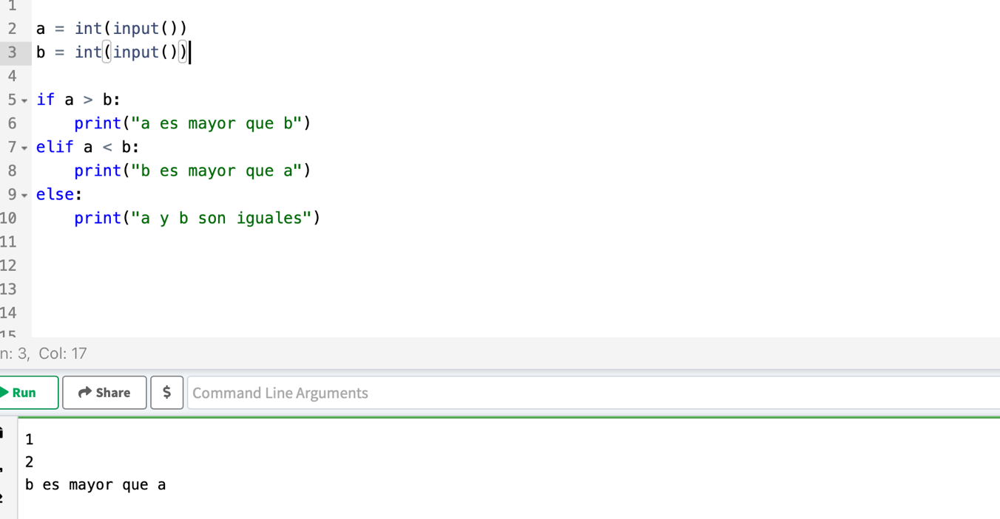 1
2 a = int(input())
3 b = int(input())
4
5 if a > b:
6     print("a es mayor que b")
7 elif a < b:
8     print("b es mayor que a")
9 else:
10     print("a y b son iguales")
11
12
13
14
15
n: 3, Col: 17
Run Share $ Command Line Arguments
1
2
b es mayor que a